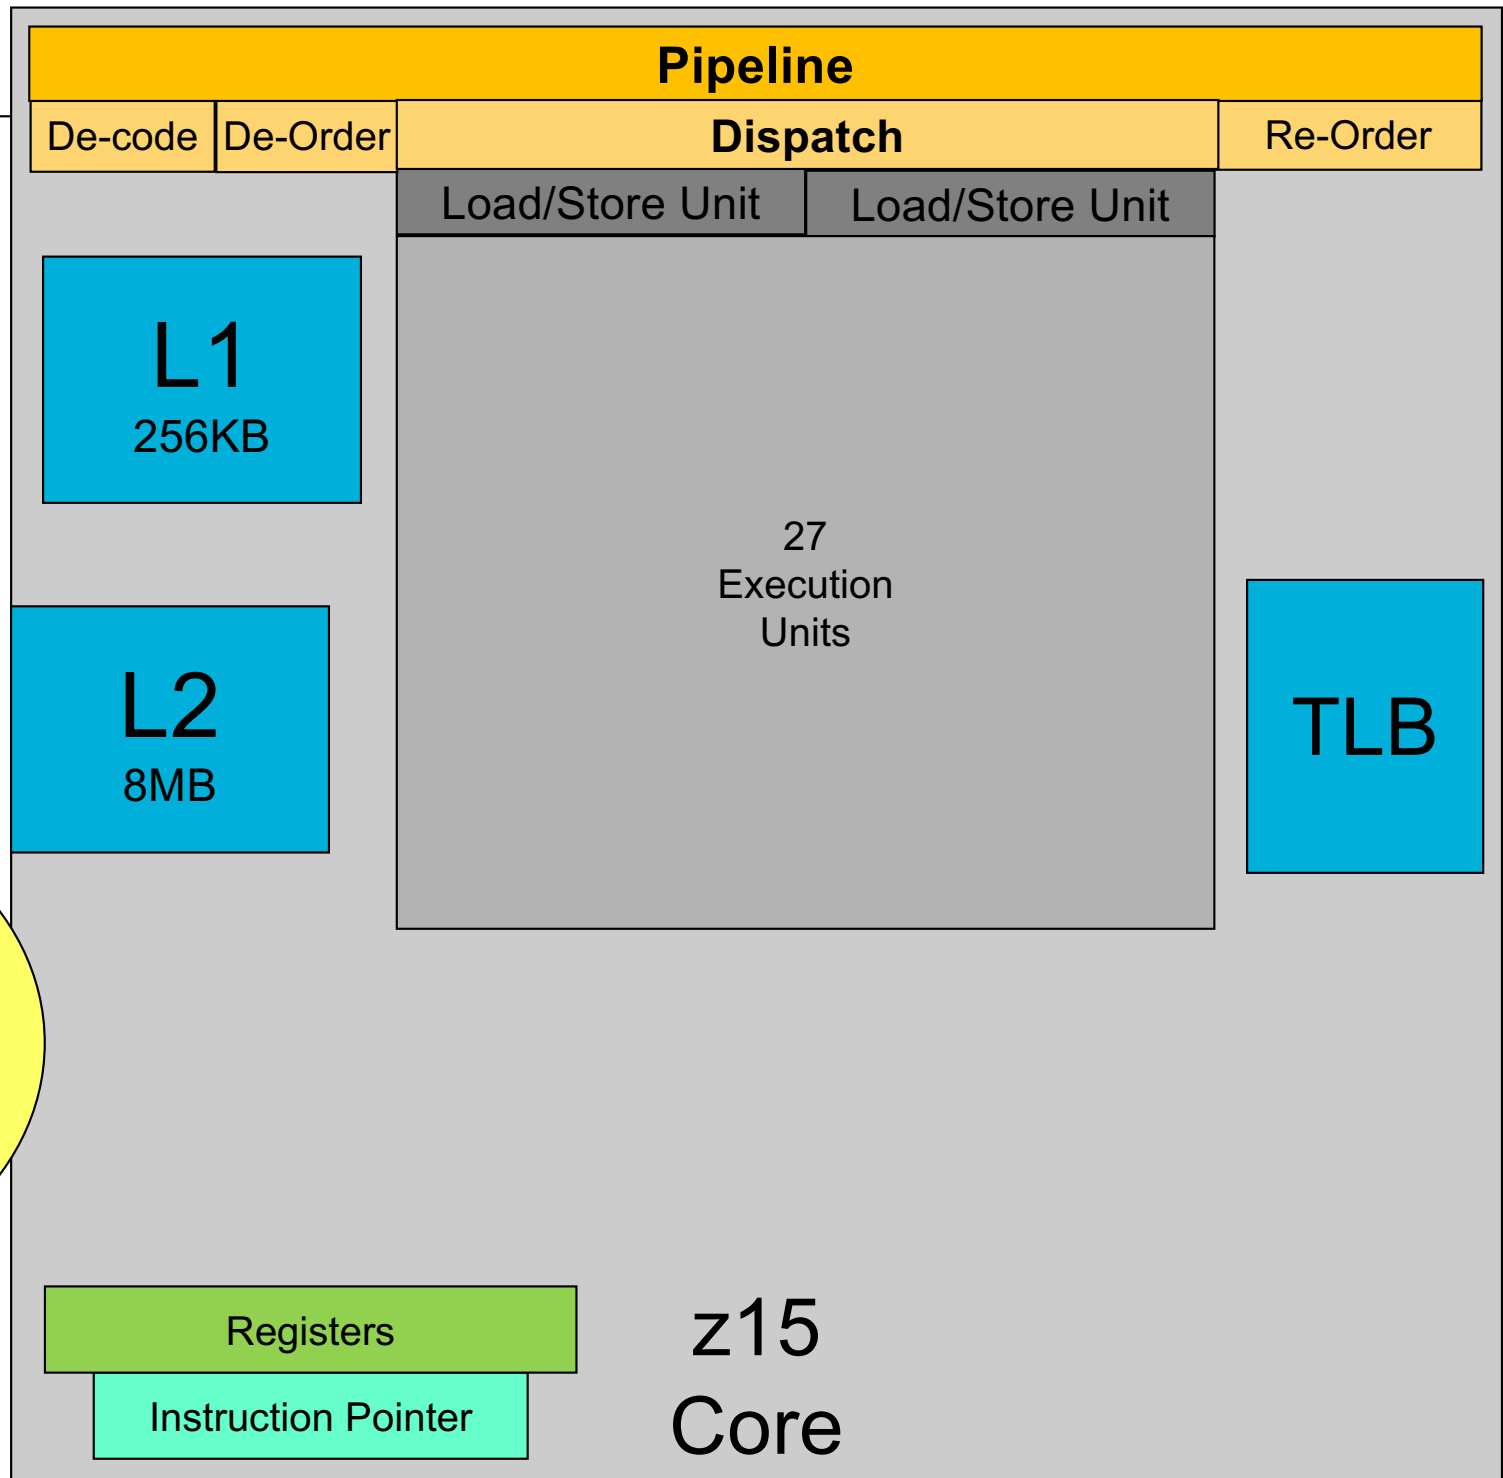 Pipeline
De-code
De-Order
Dispatch
Re-Order
Load/Store Unit
Load/Store Unit
L1
256KB
27
Execution
Units
L2
8MB
TLB
Registers
Instruction Pointer
z15
Core